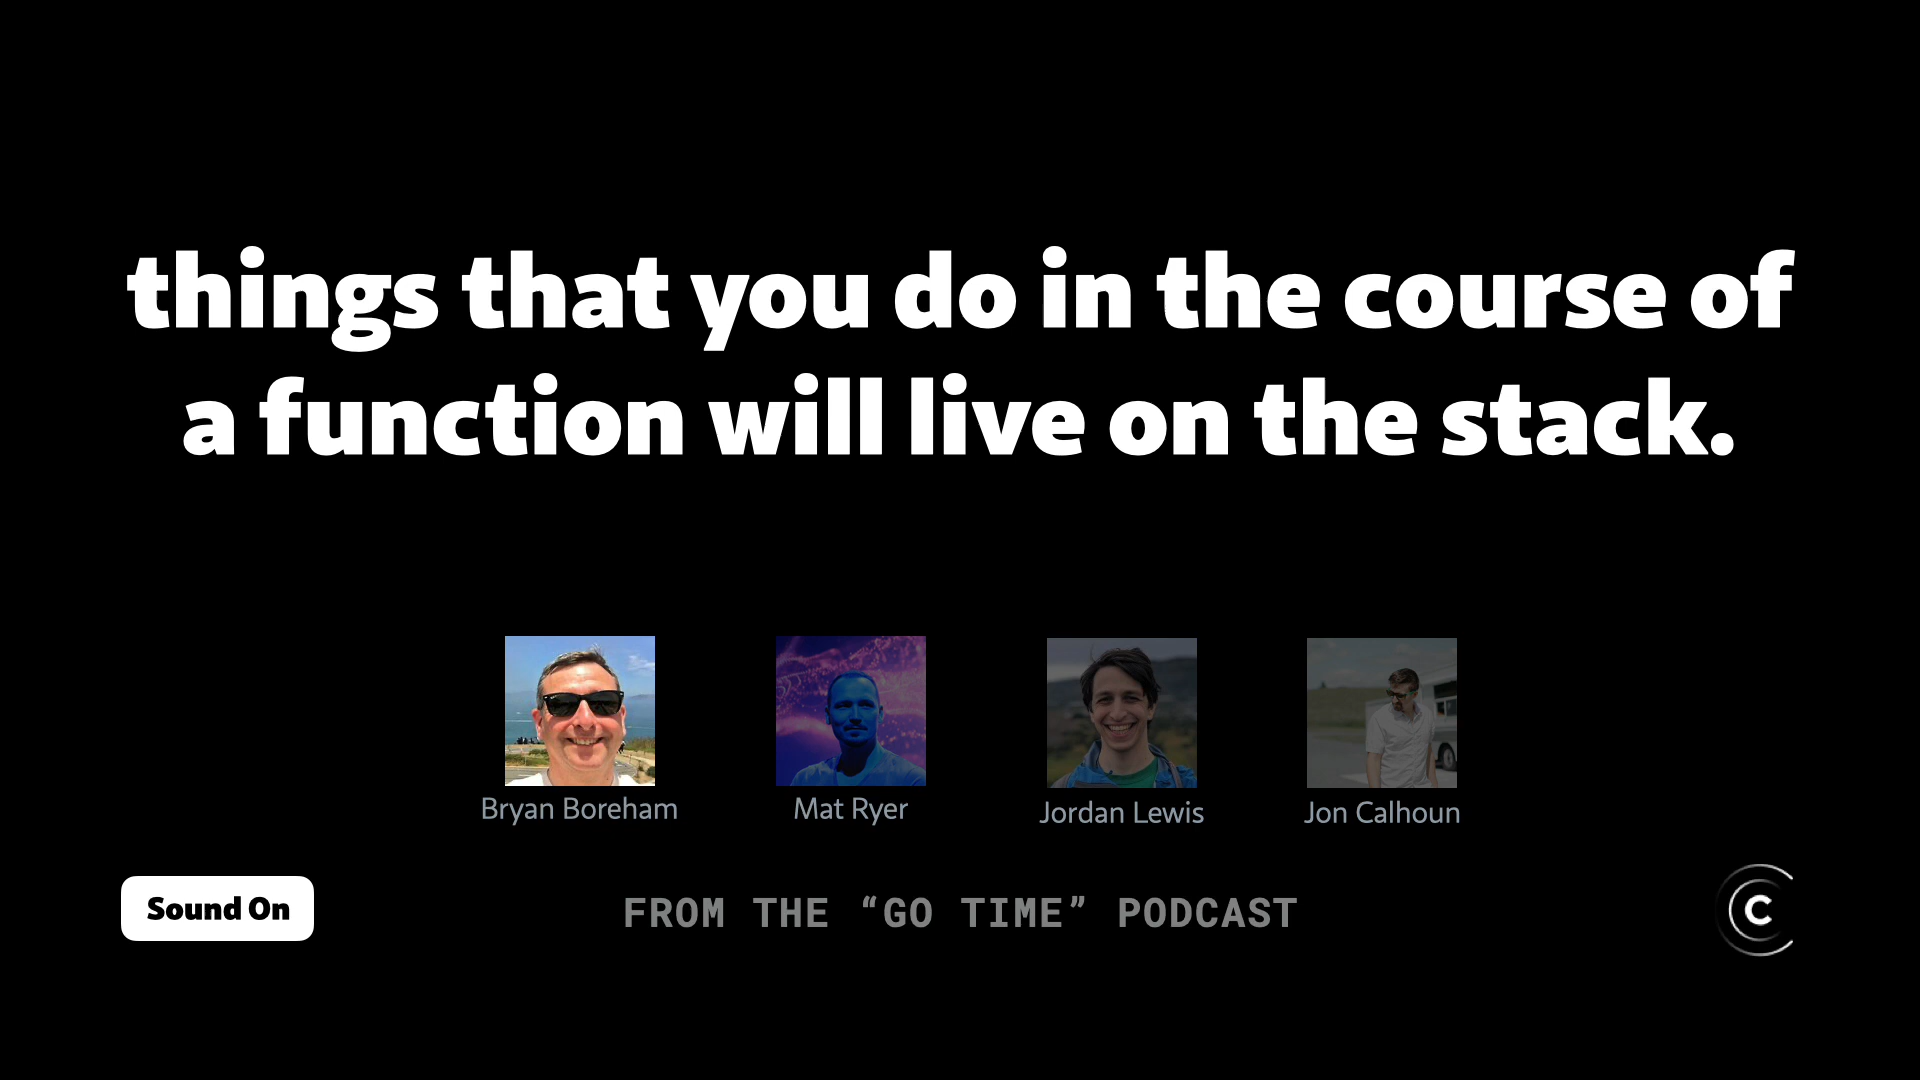 things that you do in the course of
a function will live on the stack.
Bryan Boreham
Mat Ryer
Jordan Lewis
Jon Calhoun
Sound On
FROM THE “GO TIME” PODCAST
C